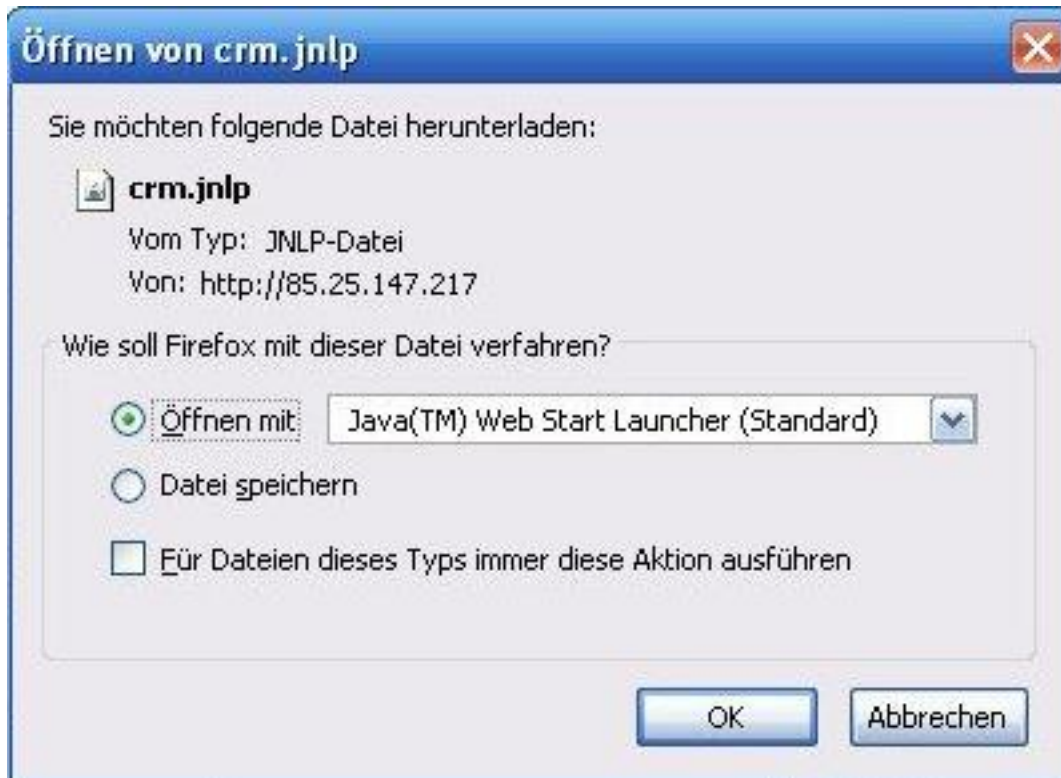 Öffnen von crm.jnlp
Sie möchten folgende Datei herunterladen:
crm.jnlp
Vom Typ: JNLP-Datei
Von: http://85.25.147.217
Wie soll Firefox mit dieser Datei verfahren?
Öffnen mit Java(TM) Web Start Launcher (Standard)
Datei speichern
Für Dateien dieses Typs immer diese Aktion ausführen
OK Abbrechen